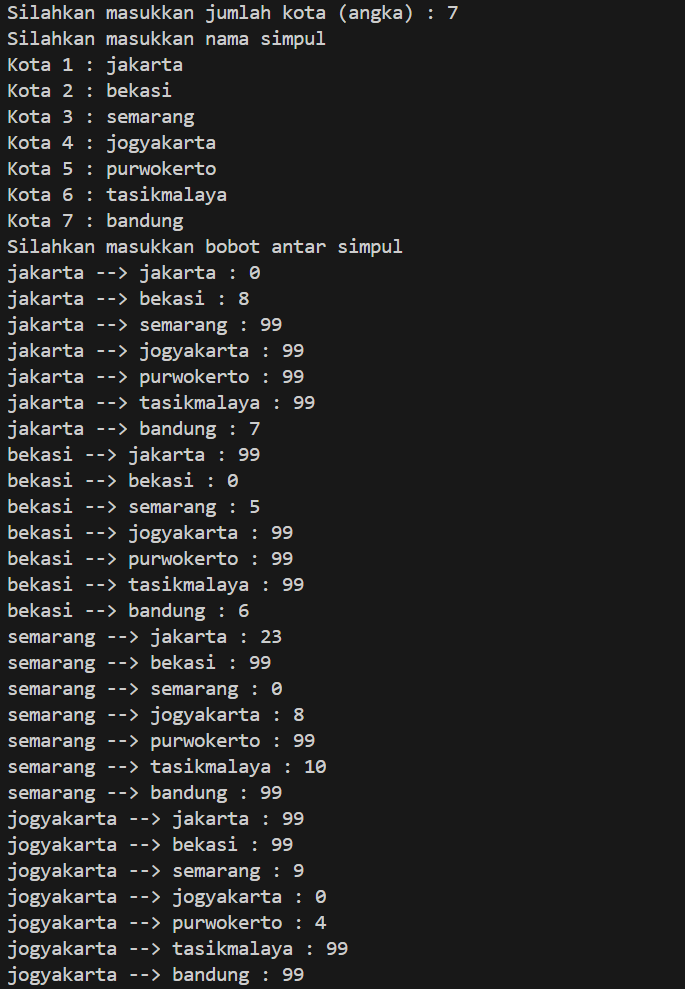 Silahkan masukkan jumlah kota (angka) : 7
Silahkan masukkan nama simpul
Kota 1 : jakarta
Kota 2 : bekasi
Kota 3 : semarang
Kota 4 : jogyakarta
Kota 5 : purwokerto
Kota 6 : tasikmalaya
Kota 7 : bandung
Silahkan masukkan bobot antar simpul
jakarta --> jakarta : 0
jakarta --> bekasi : 8
jakarta --> semarang : 99
jakarta --> jogyakarta : 99
jakarta --> purwokerto : 99
jakarta --> tasikmalaya : 99
jakarta --> bandung : 7
bekasi --> jakarta : 99
bekasi --> bekasi : 0
bekasi --> semarang : 5
bekasi --> jogyakarta : 99
bekasi --> purwokerto : 99
bekasi --> tasikmalaya : 99
bekasi --> bandung : 6
semarang --> jakarta : 23
semarang --> bekasi : 99
semarang --> semarang : 0
semarang --> jogyakarta : 8
semarang --> purwokerto : 99
semarang --> tasikmalaya : 10
semarang --> bandung : 99
jogyakarta --> jakarta : 99
jogyakarta --> bekasi : 99
jogyakarta --> semarang : 9
jogyakarta --> jogyakarta : 0
jogyakarta --> purwokerto : 4
jogyakarta --> tasikmalaya : 99
jogyakarta --> bandung : 99